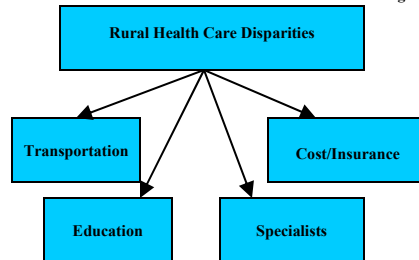 Rural Health Care Disparities
Transportation
Cost/Insurance
Education
Specialists